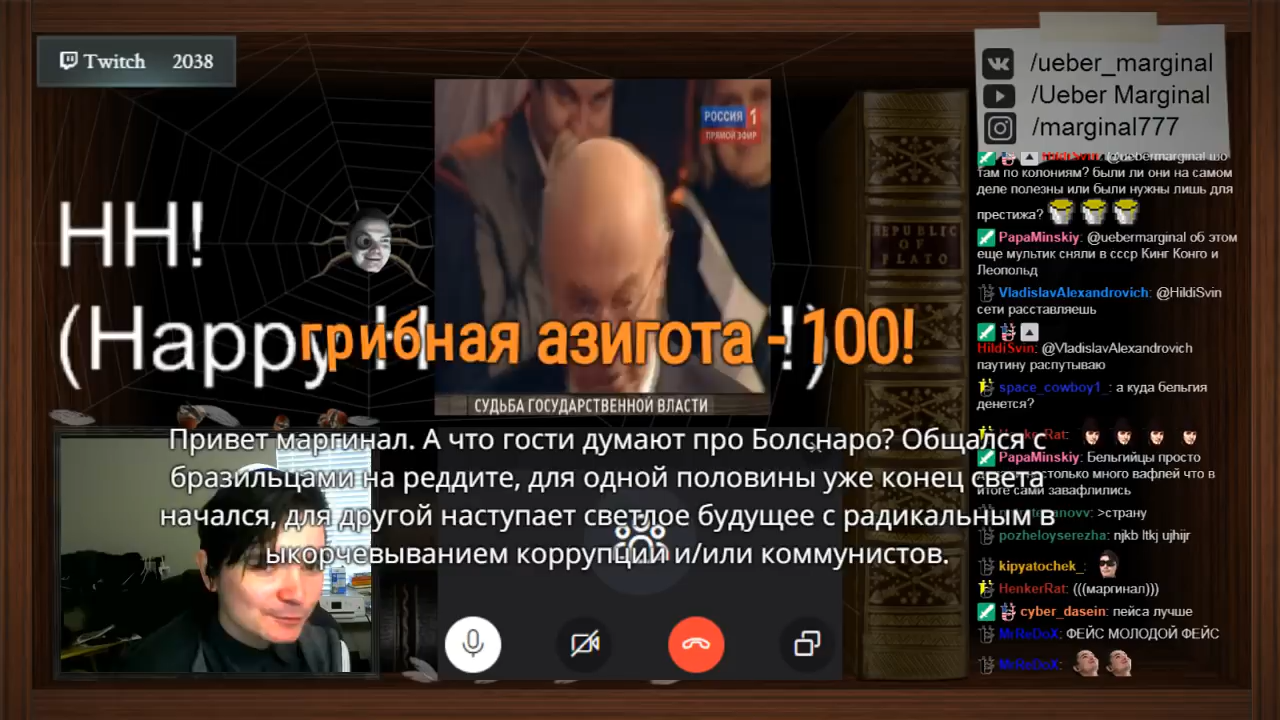 Twitch 2038
/ueber_marginal
/Ueber Marginal
/marginal777
РОССИЯ 1
ПРЯМОЙ ЭФИР
HH!
(Happy H !)
грибная азигота - 100!
СУДЬБА ГОСУДАРСТВЕННОЙ ВЛАСТИ
Привет маргинал. А что гости думают про Болснаро? Общался с
бразильцами на реддите, для одной половины уже конец света
начался, для другой наступает светлое будущее с радикальным в
ыкорчевыванием коррупции и/или коммунистов.
REPUBLIC
OF
PLATO
HildiSvin: @uebermarginal шо
там по колониям? были ли они на самом
деле полезны или были нужны лишь для
престижа?
PapaMinskiy: @uebermarginal об этом
еще мультик сняли в ссср Кинг Конго и
Леопольд
VladislavAlexandrovich: @HildiSvin
сети расставляешь
HildiSvin: @VladislavAlexandrovich
паутину распутываю
space_cowboy1_: а куда бельгия
денется?
HenkerRat:
PapaMinskiy: Бельгийцы просто
столько много вафлей что в
итоге сами завафлились
>страну
pozheloyserezha: njkb ltkj ujhijr
kipyatochek_:
HenkerRat: (((маргинал)))
cyber_dasein: пейса лучше
MrReDoX: ФЕЙС МОЛОДОЙ ФЕЙС
MrReDoX: